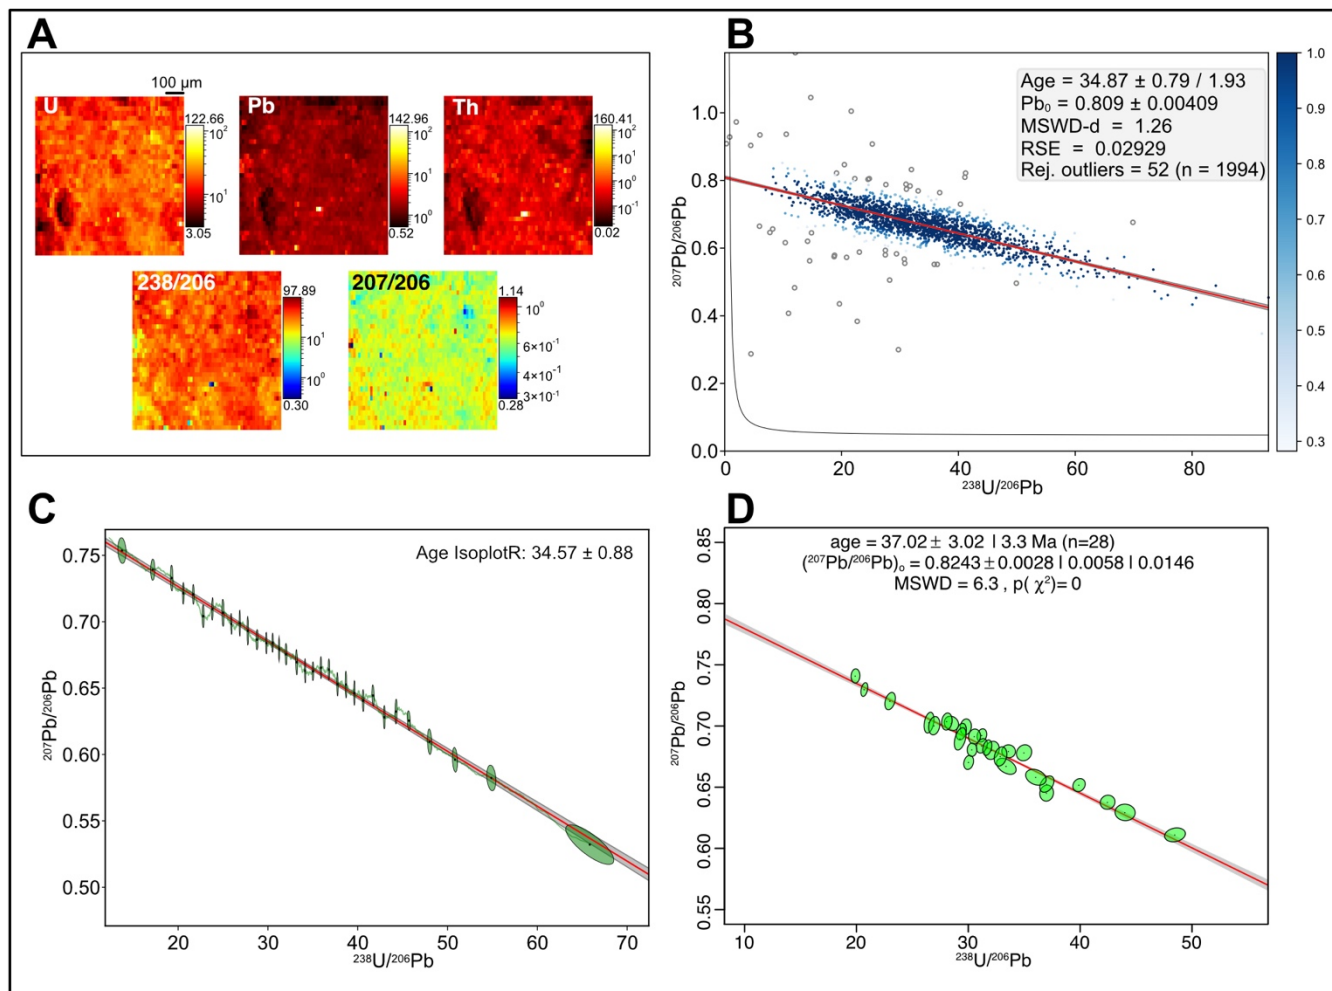 A
100 µm
U
122.66
10²
10¹
3.05
Pb
142.96
10²
10¹
10⁰
0.52
Th
160.41
10²
10¹
10⁰
10⁻¹
0.02
238/206
97.89
10¹
10⁰
0.30
207/206
1.14
10⁰
6×10⁻¹
4×10⁻¹
3×10⁻¹
0.28
B
Age = 34.87 ± 0.79 / 1.93
Pb₀ = 0.809 ± 0.00409
MSWD-d = 1.26
RSE = 0.02929
Rej. outliers = 52 (n = 1994)
1.0
0.8
0.6
0.4
0.2
0.0
²⁰⁷Pb/²⁰⁶Pb
0 20 40 60 80
²³⁸U/²⁰⁶Pb
1.0
0.9
0.8
0.7
0.6
0.5
0.4
0.3
C
Age IsoplotR: 34.57 ± 0.88
0.75
0.70
0.65
0.60
0.55
0.50
²⁰⁷Pb/²⁰⁶Pb
20 30 40 50 60 70
²³⁸U/²⁰⁶Pb
D
age = 37.02 ± 3.02 | 3.3 Ma (n=28)
(²⁰⁷Pb/²⁰⁶Pb)ₒ = 0.8243 ± 0.0028 | 0.0058 | 0.0146
MSWD = 6.3 , p( χ²)= 0
0.85
0.80
0.75
0.70
0.65
0.60
0.55
²⁰⁷Pb/²⁰⁶Pb
10 20 30 40 50
²³⁸U/²⁰⁶Pb